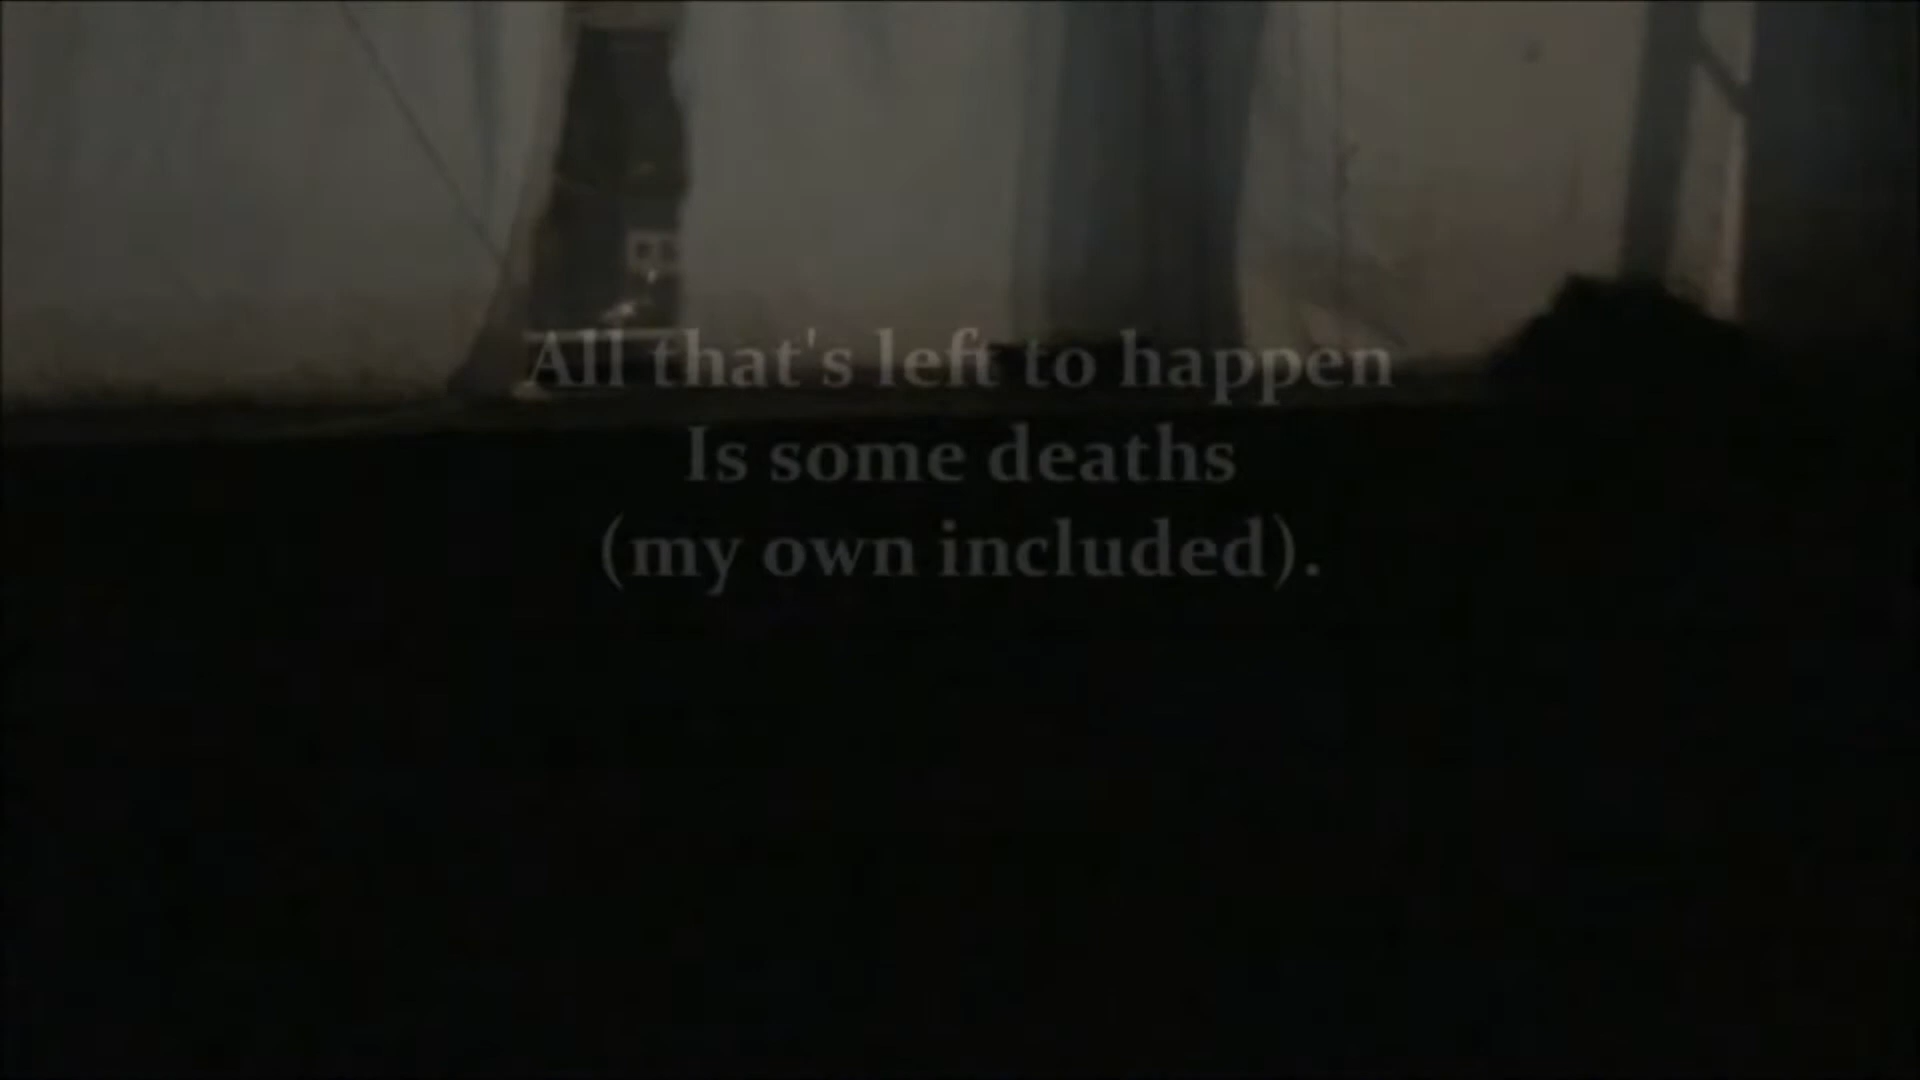 All that's left to happen
Is some deaths
(my own included).